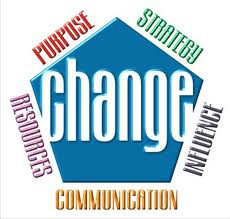 PURPOSE
STRATEGY
change
RESOURCES
INFLUENCE
COMMUNICATION